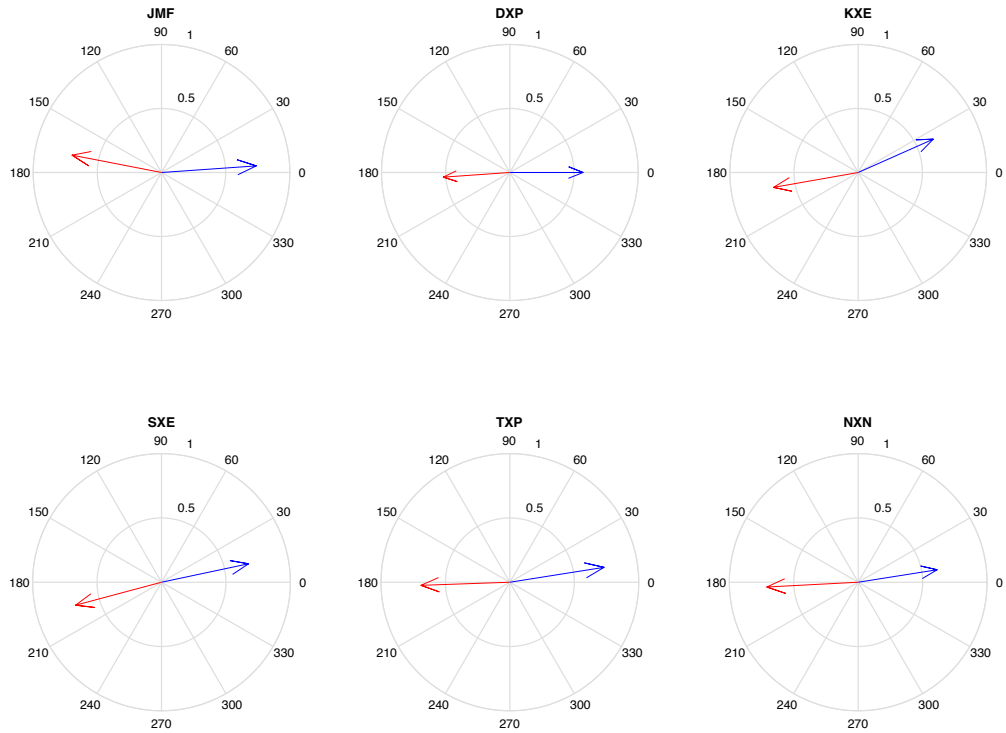 JMF DXP KXE
90 1 90 1 90 1
120 60 120 60 120 60
0.5 0.5 0.5
150 30 150 30 150 30
180 0 180 0 180 0
210 330 210 330 210 330
240 300 240 300 240 300
270 270 270
SXE TXP NXN
90 1 90 1 90 1
120 60 120 60 120 60
0.5 0.5 0.5
150 30 150 30 150 30
180 0 180 0 180 0
210 330 210 330 210 330
240 300 240 300 240 300
270 270 270